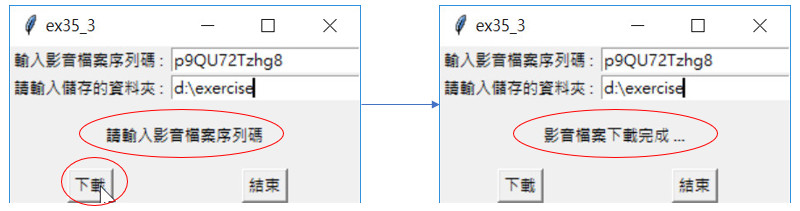 ex35_3
輸入影音檔案序列碼 : p9QU72Tzhg8
請輸入儲存的資料夾 : d:\exercise
請輸入影音檔案序列碼
下載 結束
ex35_3
輸入影音檔案序列碼 : p9QU72Tzhg8
請輸入儲存的資料夾 : d:\exercise
影音檔案下載完成 ...
下載 結束